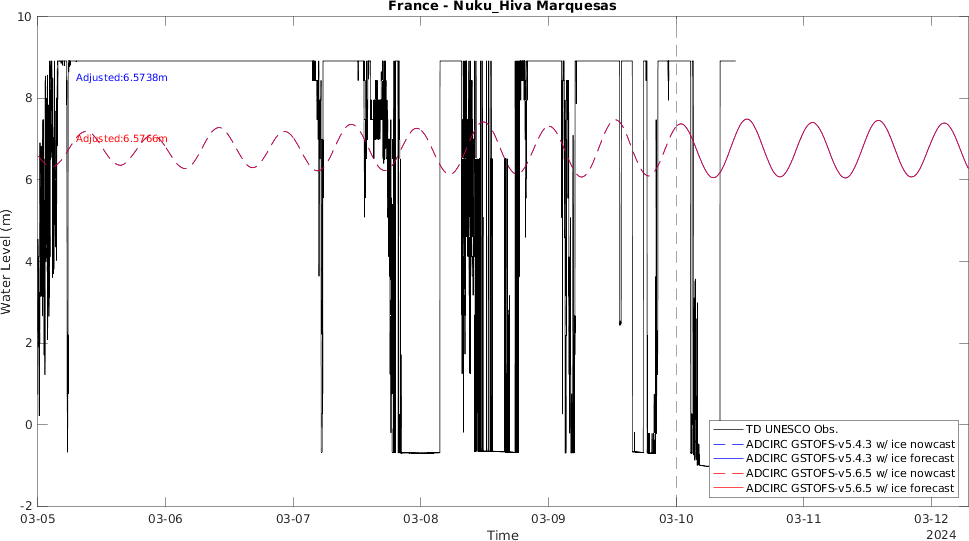 France - Nuku_Hiva Marquesas
10
8
6
4
2
0
-2
Water Level (m)
Adjusted:6.5738m
Adjusted:6.5766m
TD UNESCO Obs.
ADCIRC GSTOFS-v5.4.3 w/ ice nowcast
ADCIRC GSTOFS-v5.4.3 w/ ice forecast
ADCIRC GSTOFS-v5.6.5 w/ ice nowcast
ADCIRC GSTOFS-v5.6.5 w/ ice forecast
03-05 03-06 03-07 03-08 03-09 03-10 03-11 03-12
Time
2024